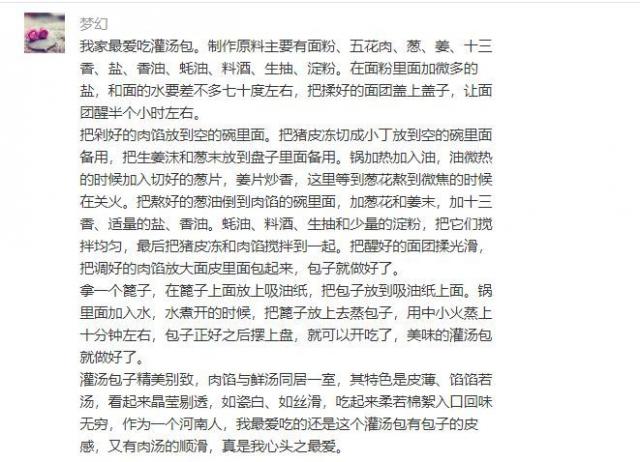 梦幻
我家最爱吃灌汤包。制作原料主要有面粉、五花肉、葱、姜、十三
香、盐、香油、蚝油、料酒、生抽、淀粉。在面粉里面加微多的
盐，和面的水要差不多七十度左右，把揉好的面团盖上盖子，让面
团醒半个小时左右。
把剁好的肉馅放到空的碗里面。把猪皮冻切成小丁放到空的碗里面
备用，把生姜沫和葱末放到盘子里面备用。锅加热加入油，油微热
的时候加入切好的葱片，姜片炒香，这里等到葱花熬到微焦的时候
在关火。把熬好的葱油倒到肉馅的碗里面，加葱花和姜末，加十三
香、适量的盐、香油。蚝油、料酒、生抽和少量的淀粉，把它们搅
拌均匀，最后把猪皮冻和肉馅搅拌到一起。把醒好的面团揉光滑，
把调好的肉馅放大面皮里面包起来，包子就做好了。
拿一个篦子，在篦子上面放上吸油纸，把包子放到吸油纸上面。锅
里面加入水，水煮开的时候，把篦子放上去蒸包子，用中小火蒸上
十分钟左右，包子正好之后摆上盘，就可以开吃了，美味的灌汤包
就做好了。
灌汤包子精美别致，肉馅与鲜汤同居一室，其特色是皮薄、馅馅若
汤，看起来晶莹剔透，如瓷白、如丝滑，吃起来柔若棉絮入口回味
无穷，作为一个河南人，我最爱吃的还是这个灌汤包有包子的皮
感，又有肉汤的顺滑，真是我心头之最爱。